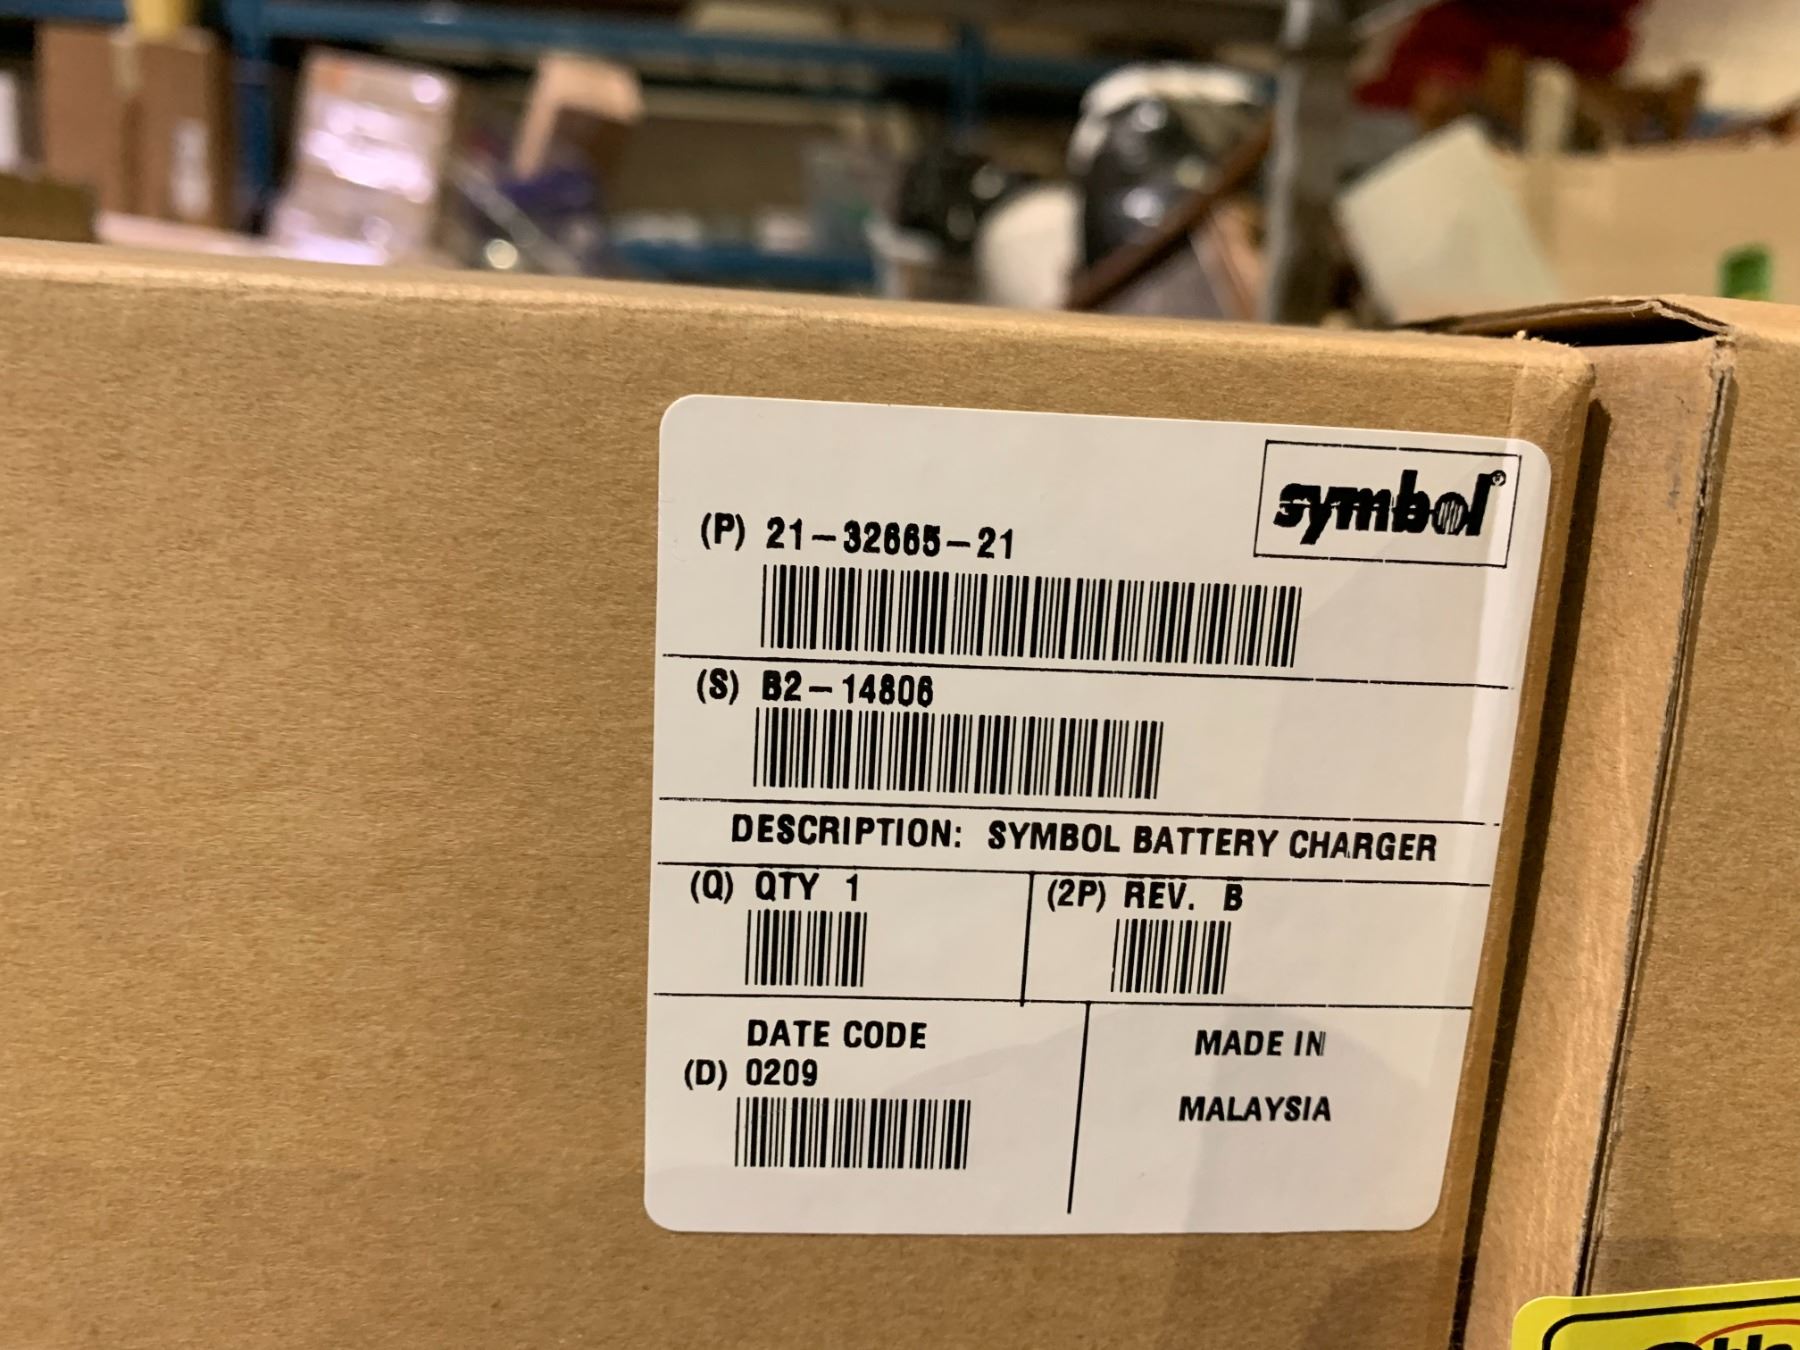 symbol®
(P) 21-32665-21
(S) B2-14806
DESCRIPTION: SYMBOL BATTERY CHARGER
(Q) QTY 1
(2P) REV. B
DATE CODE
(D) 0209
MADE IN
MALAYSIA